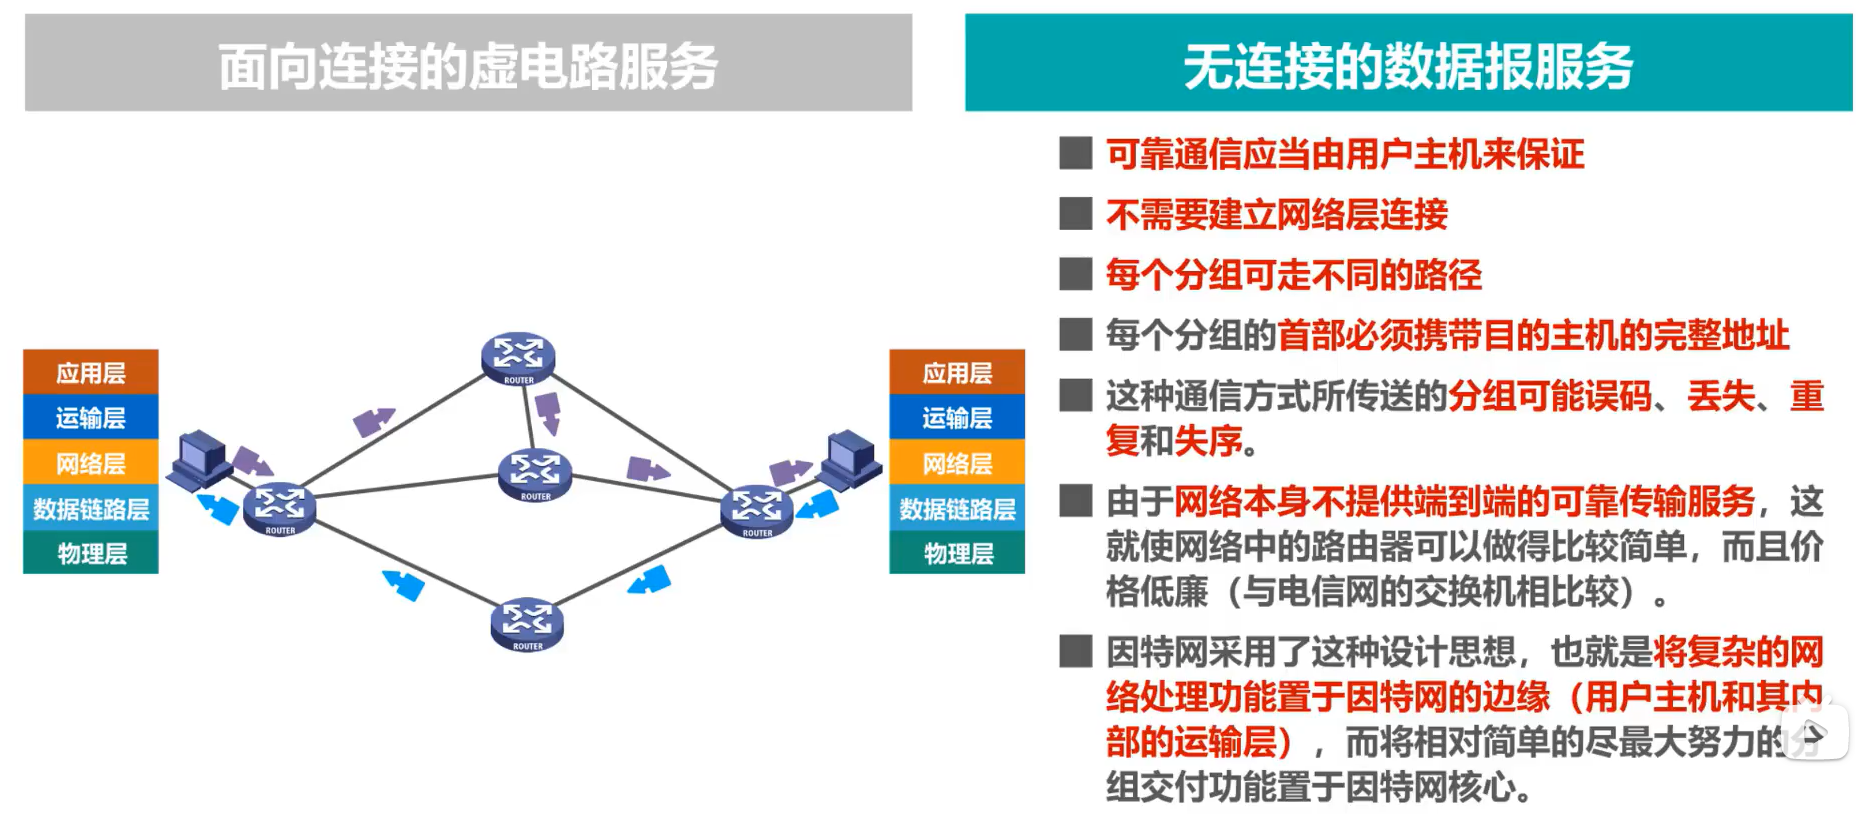 面向连接的虚电路服务
无连接的数据报服务
应用层
运输层
网络层
数据链路层
物理层
ROUTER
ROUTER
ROUTER
ROUTER
ROUTER
应用层
运输层
网络层
数据链路层
物理层
可靠通信应当由用户主机来保证
不需要建立网络层连接
每个分组可走不同的路径
每个分组的首部必须携带目的主机的完整地址
这种通信方式所传送的分组可能误码、丢失、重
复和失序。
由于网络本身不提供端到端的可靠传输服务，这
就使网络中的路由器可以做得比较简单，而且价
格低廉（与电信网的交换机相比较）。
因特网采用了这种设计思想，也就是将复杂的网
络处理功能置于因特网的边缘（用户主机和其内
部的运输层），而将相对简单的尽最大努力的分
组交付功能置于因特网核心。